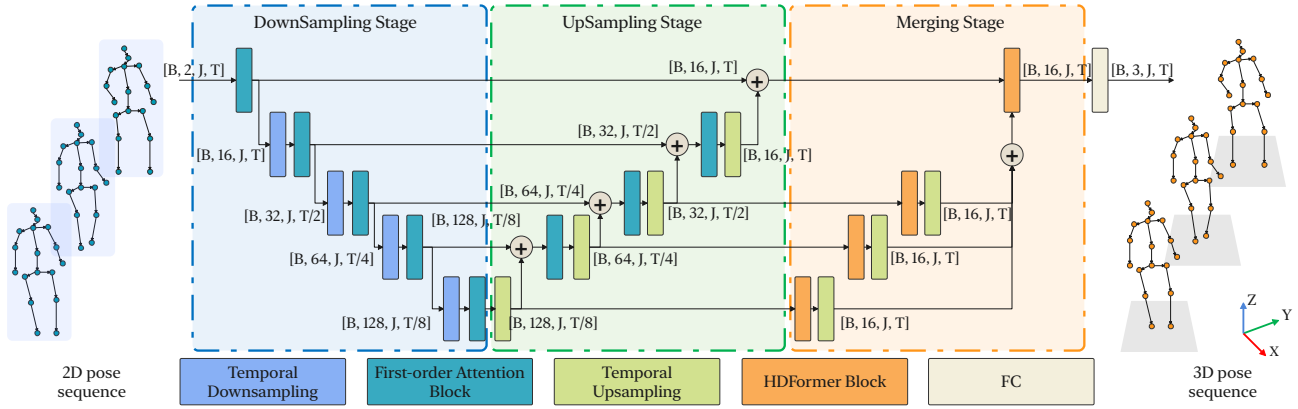 DownSampling Stage
UpSampling Stage
Merging Stage
[B, 2, J, T]
[B, 16, J, T]
[B, 16, J, T]
[B, 3, J, T]
[B, 16, J, T]
[B, 32, J, T/2]
[B, 16, J, T]
[B, 32, J, T/2]
[B, 64, J, T/4]
[B, 128, J, T/8]
[B, 32, J, T/2]
[B, 16, J, T]
[B, 64, J, T/4]
[B, 64, J, T/4]
[B, 16, J, T]
[B, 128, J, T/8]
[B, 128, J, T/8]
[B, 16, J, T]
Z
Y
X
2D pose
sequence
Temporal
Downsampling
First-order Attention
Block
Temporal
Upsampling
HDFormer Block
FC
3D pose
sequence